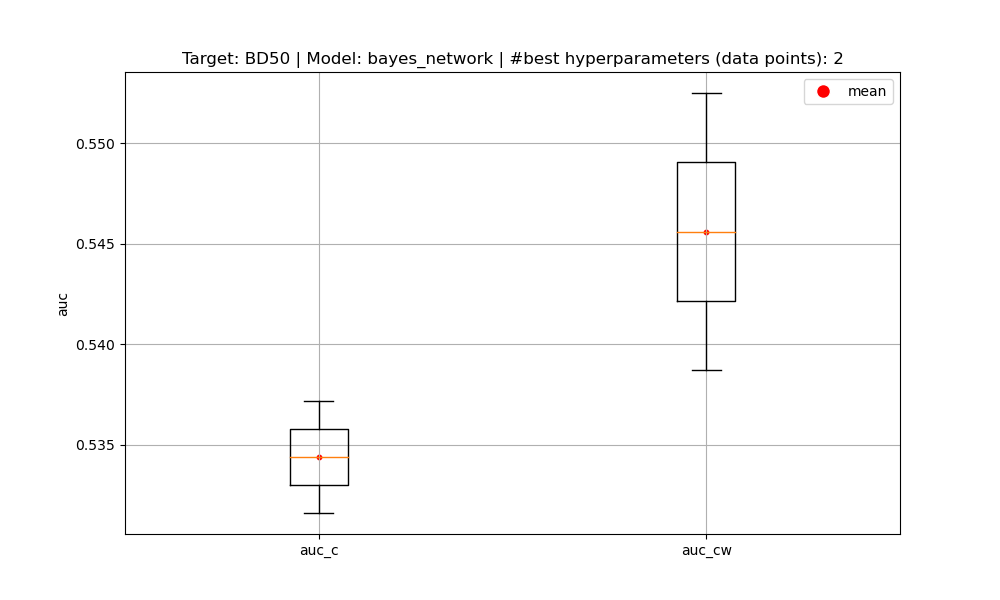 Target: BD50 | Model: bayes_network | #best hyperparameters (data points): 2
mean
0.550
0.545
0.540
0.535
auc
auc_c
auc_cw